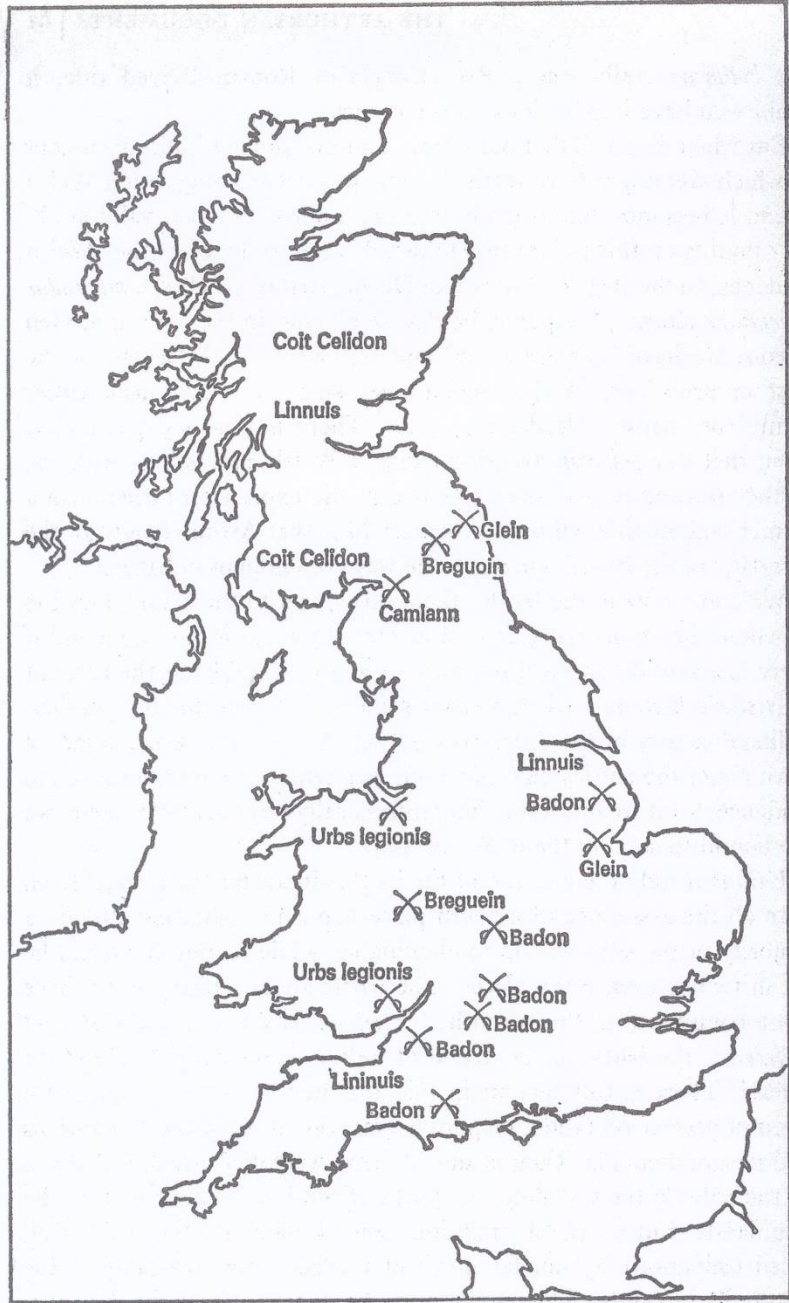 Coit Celidon
Linnuis
Glein
Breguoin
Coit Celidon
Camlann
Linnuis
Badon
Urbs legionis
Glein
Breguein
Badon
Urbs legionis
Badon
Badon
Badon
Lininuis
Badon